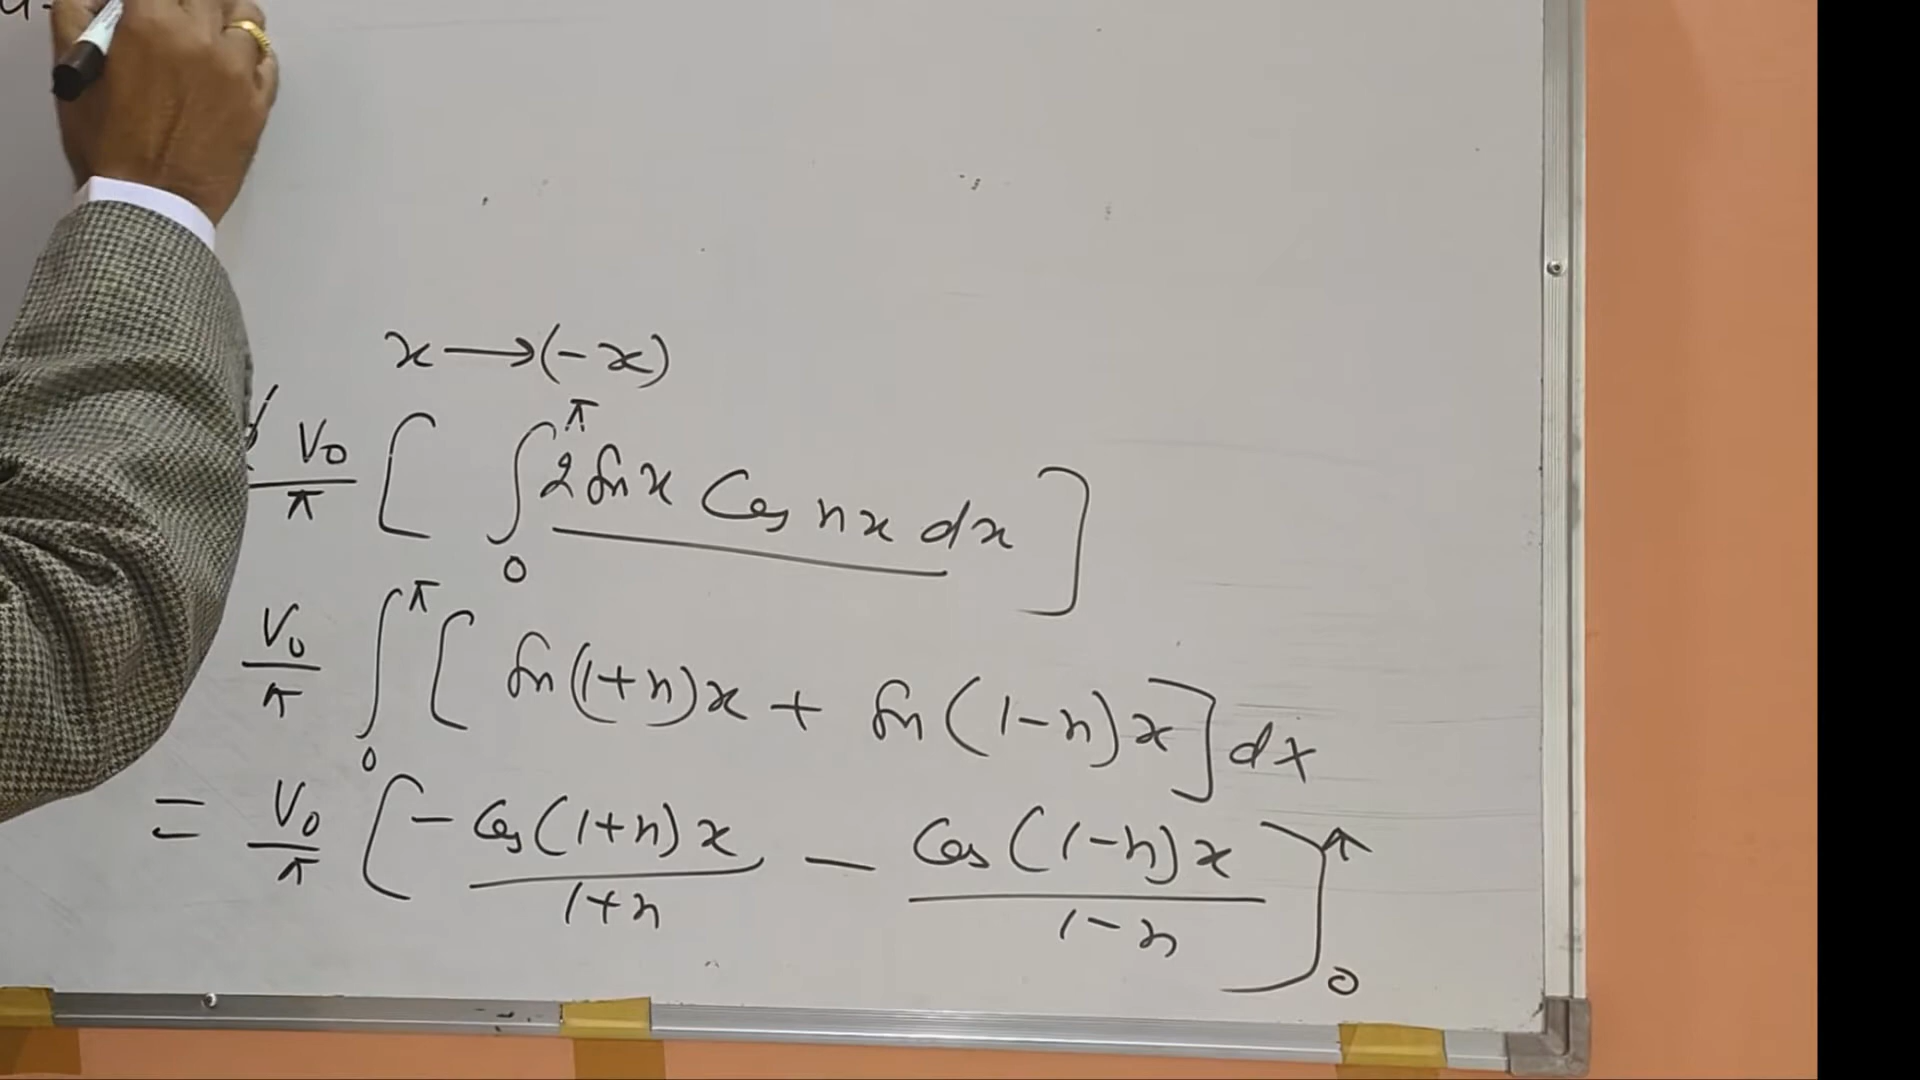 x → (-x)
V₀/π [ ∫₀^π 2 Sin x Cos nx dx ]
V₀/π ∫₀^π [ Sin(1+n)x + Sin(1-n)x ] dx
= V₀/π [ -Cos(1+n)x/1+n - Cos(1-n)x/1-n ]₀^π